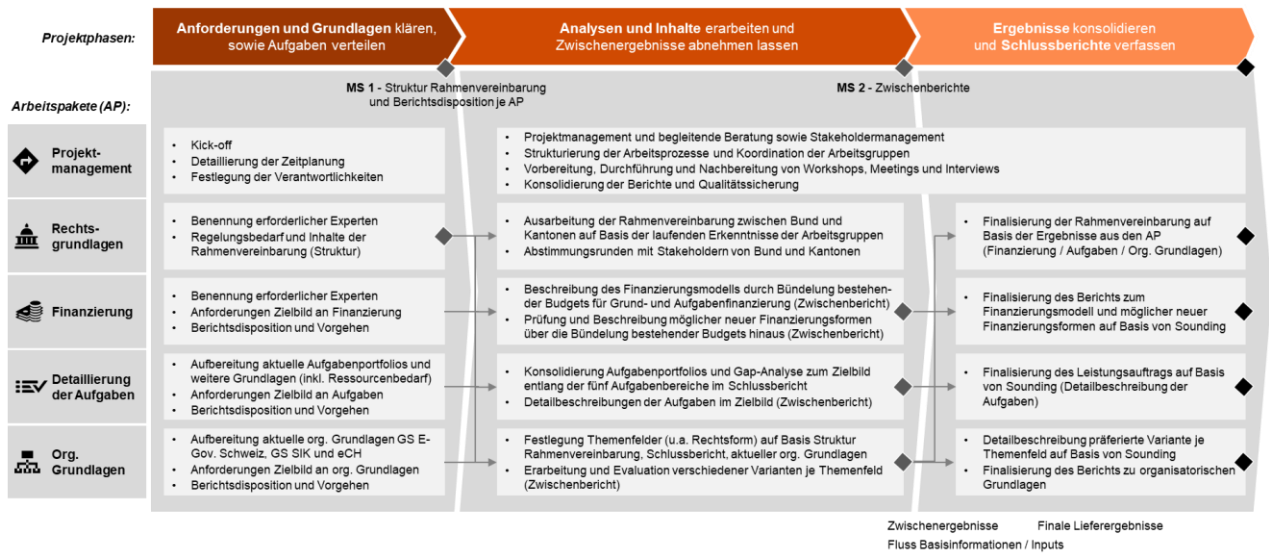 Projektphasen:
Anforderungen und Grundlagen klären,
sowie Aufgaben verteilen
Analysen und Inhalte erarbeiten und
Zwischenergebnisse abnehmen lassen
Ergebnisse konsolidieren
und Schlussberichte verfassen
MS 1 - Struktur Rahmenvereinbarung
und Berichtsdisposition je AP
MS 2 - Zwischenberichte
Arbeitspakete (AP):
Projekt-
management
• Kick-off
• Detaillierung der Zeitplanung
• Festlegung der Verantwortlichkeiten
• Projektmanagement und begleitende Beratung sowie Stakeholdermanagement
• Strukturierung der Arbeitsprozesse und Koordination der Arbeitsgruppen
• Vorbereitung, Durchführung und Nachbereitung von Workshops, Meetings und Interviews
• Konsolidierung der Berichte und Qualitätssicherung
Rechts-
grundlagen
• Benennung erforderlicher Experten
• Regelungsbedarf und Inhalte der
Rahmenvereinbarung (Struktur)
• Ausarbeitung der Rahmenvereinbarung zwischen Bund und
Kantonen auf Basis der laufenden Erkenntnisse der Arbeitsgruppen
• Abstimmungsrunden mit Stakeholdern von Bund und Kantonen
• Finalisierung der Rahmenvereinbarung auf
Basis der Ergebnisse aus den AP
(Finanzierung / Aufgaben / Org. Grundlagen)
Finanzierung
• Benennung erforderlicher Experten
• Anforderungen Zielbild an Finanzierung
• Berichtsdisposition und Vorgehen
• Beschreibung des Finanzierungsmodells durch Bündelung bestehen-
der Budgets für Grund- und Aufgabenfinanzierung (Zwischenbericht)
• Prüfung und Beschreibung möglicher neuer Finanzierungsformen
über die Bündelung bestehender Budgets hinaus (Zwischenbericht)
• Finalisierung des Berichts zum
Finanzierungsmodell und möglicher neuer
Finanzierungsformen auf Basis von Sounding
Detaillierung
der Aufgaben
• Aufbereitung aktuelle Aufgabenportfolios und
weitere Grundlagen (inkl. Ressourcenbedarf)
• Anforderungen Zielbild an Aufgaben
• Berichtsdisposition und Vorgehen
• Konsolidierung Aufgabenportfolios und Gap-Analyse zum Zielbild
entlang der fünf Aufgabenbereiche im Schlussbericht
• Detailbeschreibungen der Aufgaben im Zielbild (Zwischenbericht)
• Finalisierung des Leistungsauftrags auf Basis
von Sounding (Detailbeschreibung der
Aufgaben)
Org.
Grundlagen
• Aufbereitung aktuelle org. Grundlagen GS E-
Gov. Schweiz, GS SIK und eCH
• Anforderungen Zielbild an org. Grundlagen
• Berichtsdisposition und Vorgehen
• Festlegung Themenfelder (u.a. Rechtsform) auf Basis Struktur
Rahmenvereinbarung, Schlussbericht, aktueller org. Grundlagen
• Erarbeitung und Evaluation verschiedener Varianten je Themenfeld
(Zwischenbericht)
• Detailbeschreibung präferierte Variante je
Themenfeld auf Basis von Sounding
• Finalisierung des Berichts zu organisatorischen
Grundlagen
Zwischenergebnisse
Finale Lieferergebnisse
Fluss Basisinformationen / Inputs